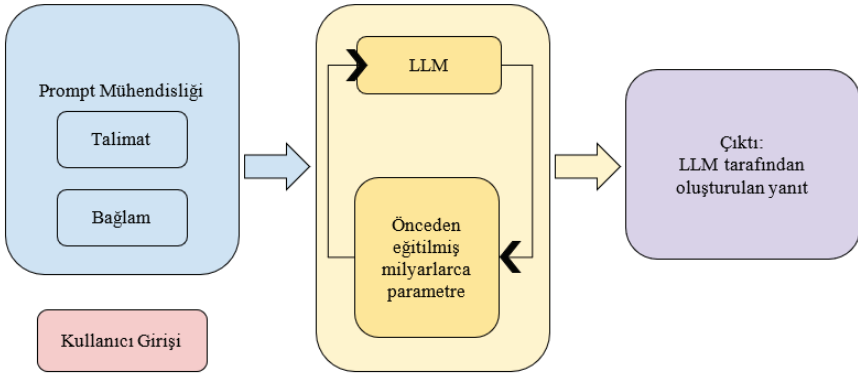 Prompt Mühendisliği
Talimat
Bağlam
Kullanıcı Girişi
LLM
Önceden
eğitilmiş
milyarlarca
parametre
Çıktı:
LLM tarafından
oluşturulan yanıt